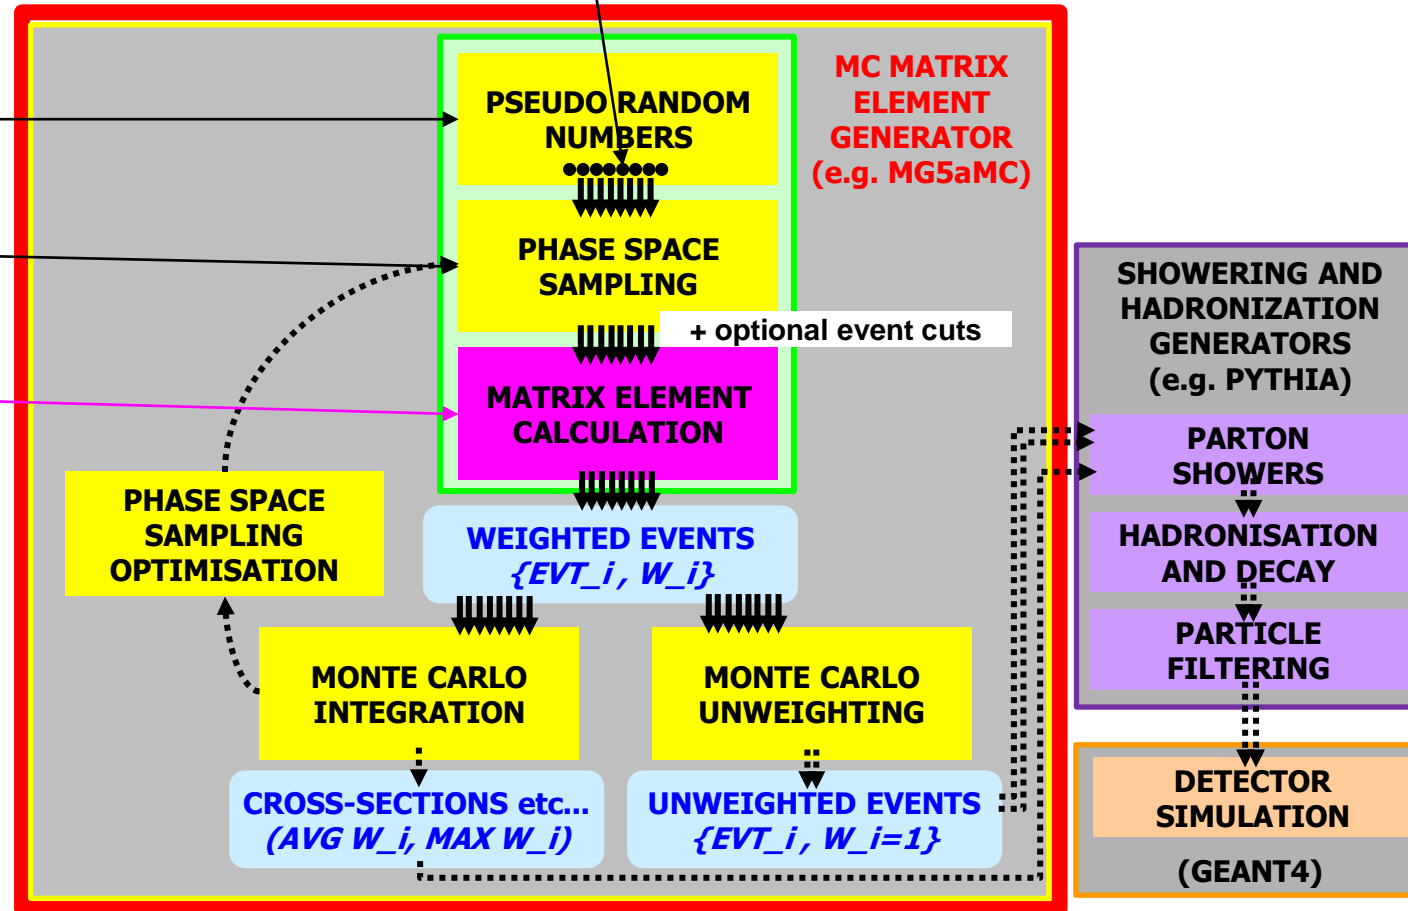 PSEUDO RANDOM
NUMBERS
MC MATRIX
ELEMENT
GENERATOR
(e.g. MG5aMC)
PHASE SPACE
SAMPLING
+ optional event cuts
MATRIX ELEMENT
CALCULATION
PHASE SPACE
SAMPLING
OPTIMISATION
WEIGHTED EVENTS
{EVT_i , W_i}
MONTE CARLO
INTEGRATION
MONTE CARLO
UNWEIGHTING
CROSS-SECTIONS etc...
(AVG W_i, MAX W_i)
UNWEIGHTED EVENTS
{EVT_i , W_i=1}
SHOWERING AND
HADRONIZATION
GENERATORS
(e.g. PYTHIA)
PARTON
SHOWERS
HADRONISATION
AND DECAY
PARTICLE
FILTERING
DETECTOR
SIMULATION
(GEANT4)